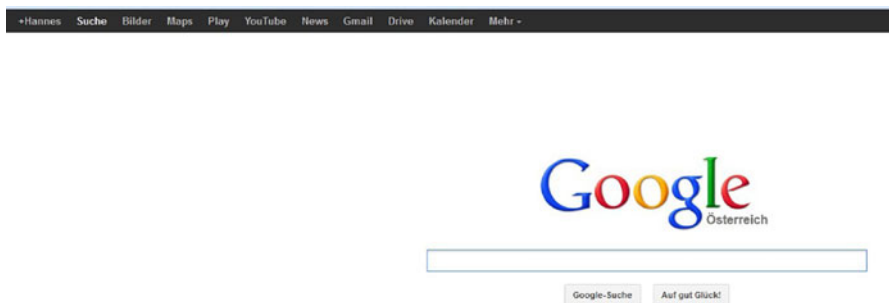 +Hannes Suche Bilder Maps Play YouTube News Gmail Drive Kalender Mehr
Google
Österreich
Google-Suche Auf gut Glück!